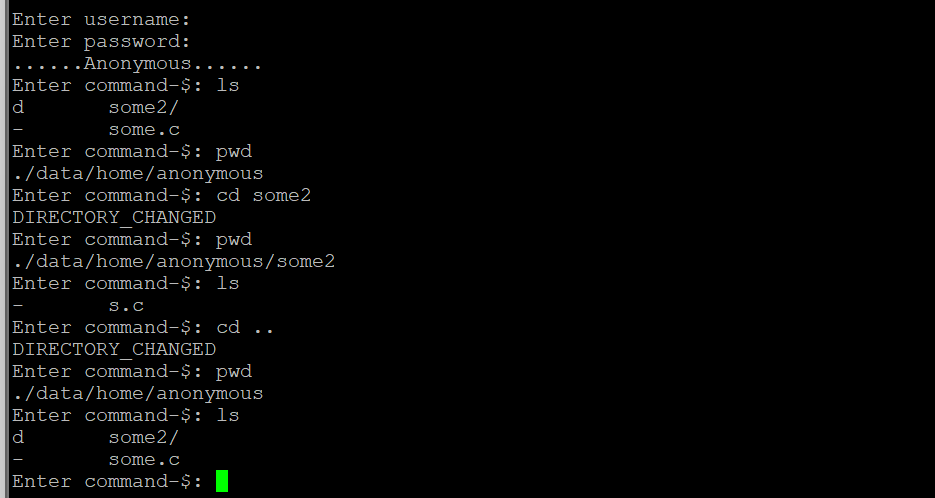 Enter username:
Enter password:
......Anonymous......
Enter command-$: ls
d       some2/
-       some.c
Enter command-$: pwd
./data/home/anonymous
Enter command-$: cd some2
DIRECTORY_CHANGED
Enter command-$: pwd
./data/home/anonymous/some2
Enter command-$: ls
-       s.c
Enter command-$: cd ..
DIRECTORY_CHANGED
Enter command-$: pwd
./data/home/anonymous
Enter command-$: ls
d       some2/
-       some.c
Enter command-$: